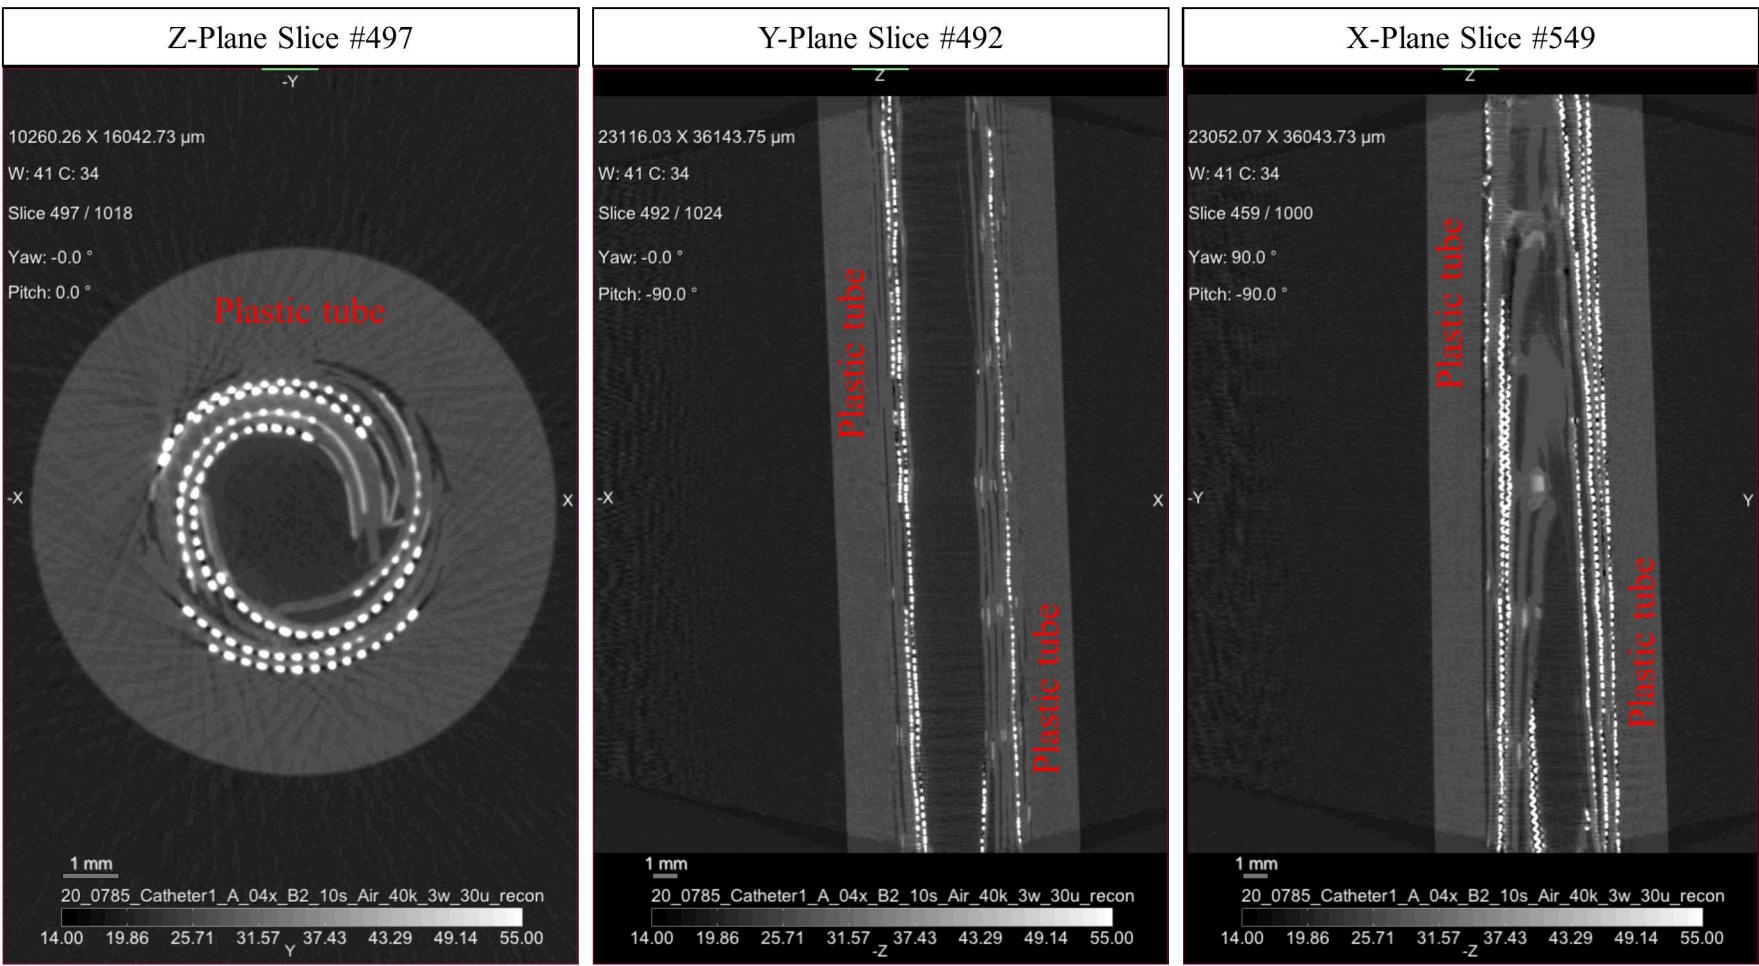 Z-Plane Slice #497
-Y
10260.26 X 16042.73 µm
W: 41 C: 34
Slice 497 / 1018
Yaw: -0.0 °
Pitch: 0.0 °
Plastic tube
-X
X
1 mm
20_0785_Catheter1_A_04x_B2_10s_Air_40k_3w_30u_recon
14.00 19.86 25.71 31.57 37.43 43.29 49.14 55.00
Y
Y-Plane Slice #492
Z
23116.03 X 36143.75 µm
W: 41 C: 34
Slice 492 / 1024
Yaw: -0.0 °
Pitch: -90.0 °
Plastic tube
-X
X
Plastic tube
1 mm
20_0785_Catheter1_A_04x_B2_10s_Air_40k_3w_30u_recon
14.00 19.86 25.71 31.57 37.43 43.29 49.14 55.00
-Z
X-Plane Slice #549
Z
23052.07 X 36043.73 µm
W: 41 C: 34
Slice 459 / 1000
Yaw: 90.0 °
Pitch: -90.0 °
Plastic tube
-Y
Y
Plastic tube
1 mm
20_0785_Catheter1_A_04x_B2_10s_Air_40k_3w_30u_recon
14.00 19.86 25.71 31.57 37.43 43.29 49.14 55.00
-Z